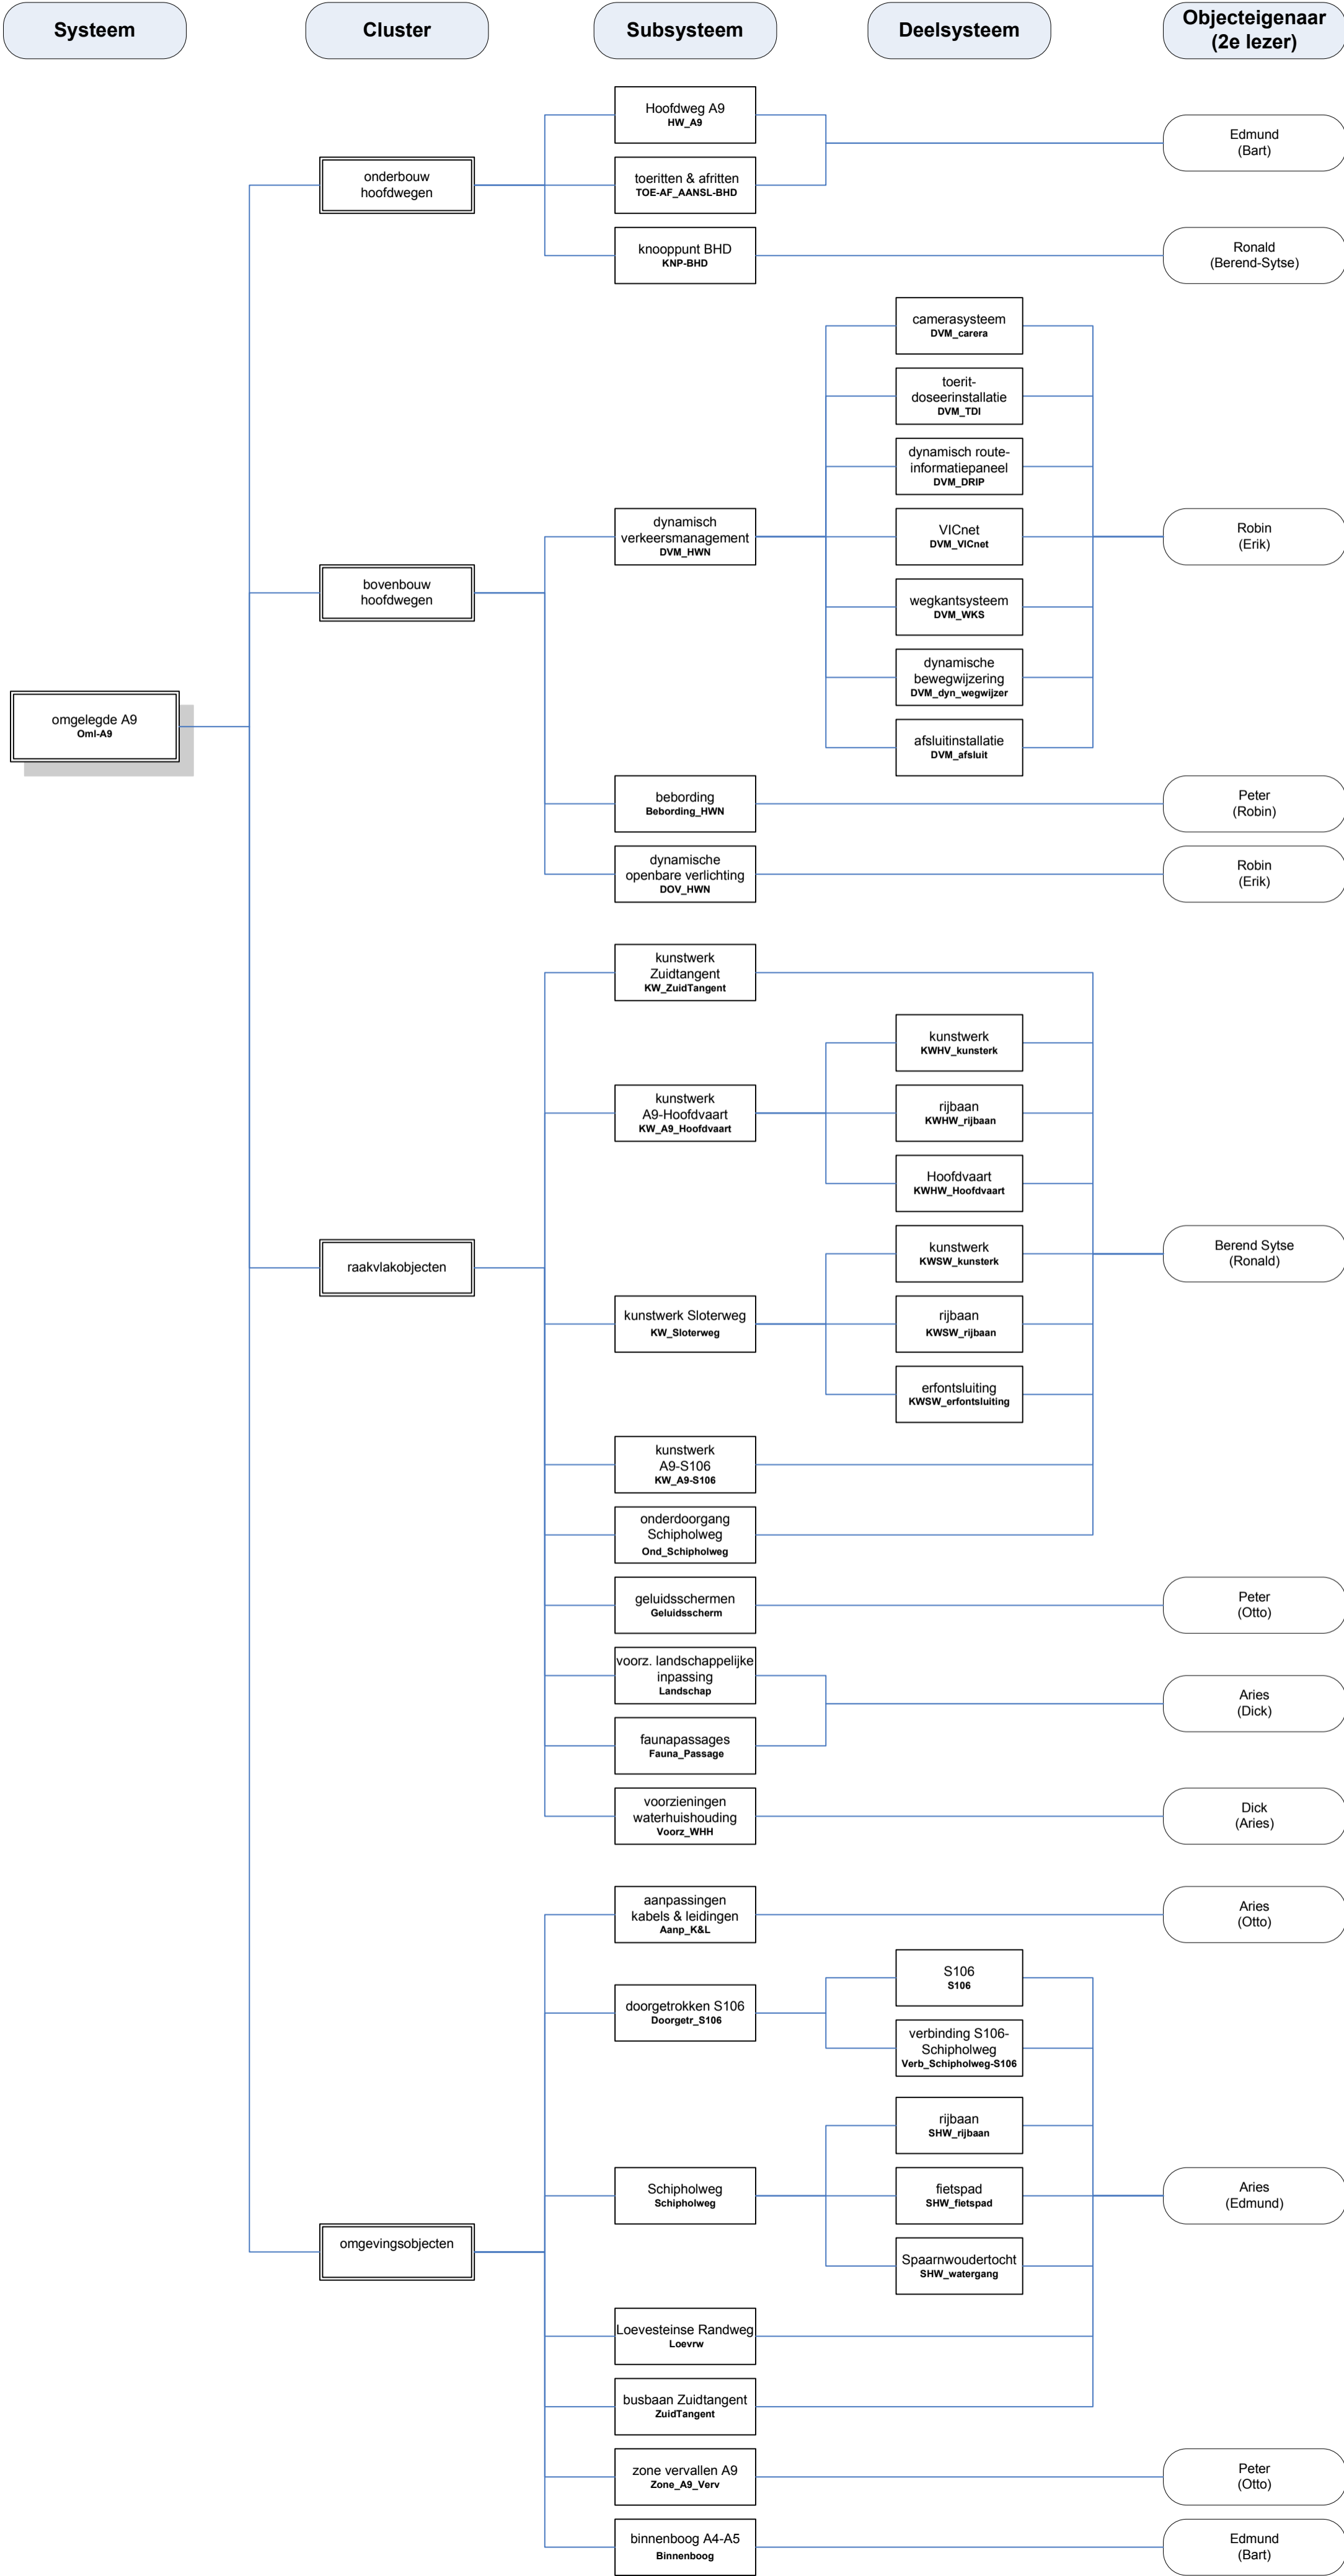 Systeem
Cluster
Subsysteem
Deelsysteem
Objecteigenaar
(2e lezer)
Hoofdweg A9
HW_A9
Edmund
(Bart)
onderbouw
hoofdwegen
toeritten & afritten
TOE-AF_AANSL-BHD
knooppunt BHD
KNP-BHD
Ronald
(Berend-Sytse)
camerasysteem
DVM_carera
toerit-
doseerinstallatie
DVM_TDI
dynamisch route-
informatiepaneel
DVM_DRIP
dynamisch
verkeersmanagement
DVM_HWN
VICnet
DVM_VICnet
Robin
(Erik)
bovenbouw
hoofdwegen
wegkantsysteem
DVM_WKS
dynamische
bewegwijzering
DVM_dyn_wegwijzer
omgelegde A9
Oml-A9
afsluitinstallatie
DVM_afsluit
bebording
Bebording_HWN
Peter
(Robin)
dynamische
openbare verlichting
DOV_HWN
Robin
(Erik)
kunstwerk
Zuidtangent
KW_ZuidTangent
kunstwerk
KWHV_kunsterk
kunstwerk
A9-Hoofdvaart
KW_A9_Hoofdvaart
rijbaan
KWHW_rijbaan
Hoofdvaart
KWHW_Hoofdvaart
raakvlakobjecten
kunstwerk
KWSW_kunsterk
Berend Sytse
(Ronald)
kunstwerk Sloterweg
KW_Sloterweg
rijbaan
KWSW_rijbaan
erfontsluiting
KWSW_erfontsluiting
kunstwerk
A9-S106
KW_A9-S106
onderdoorgang
Schipholweg
Ond_Schipholweg
geluidsschermen
Geluidsscherm
Peter
(Otto)
voorz. landschappelijke
inpassing
Landschap
Aries
(Dick)
faunapassages
Fauna_Passage
voorzieningen
waterhuishouding
Voorz_WHH
Dick
(Aries)
aanpassingen
kabels & leidingen
Aanp_K&L
Aries
(Otto)
S106
S106
doorgetrokken S106
Doorgetr_S106
verbinding S106-
Schipholweg
Verb_Schipholweg-S106
rijbaan
SHW_rijbaan
Schipholweg
Schipholweg
fietspad
SHW_fietspad
Aries
(Edmund)
omgevingsobjecten
Spaarnwoudertocht
SHW_watergang
Loevesteinse Randweg
Loevrw
busbaan Zuidtangent
ZuidTangent
zone vervallen A9
Zone_A9_Verv
Peter
(Otto)
binnenboog A4-A5
Binnenboog
Edmund
(Bart)